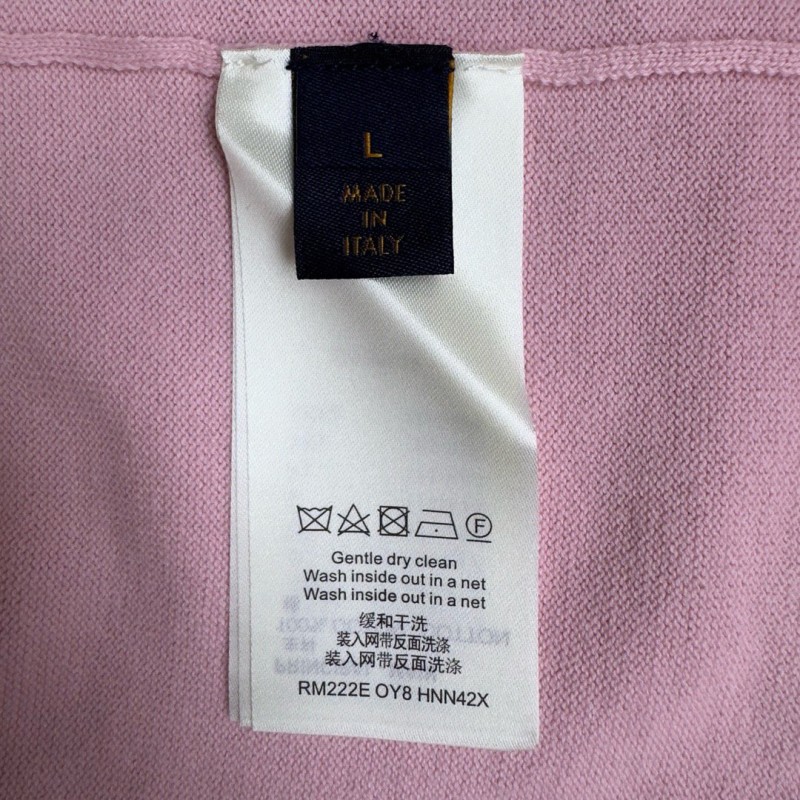 L
MADE
IN
ITALY
F
Gentle dry clean
Wash inside out in a net
Wash inside out in a net
缓和干洗
装入网带反面洗涤
装入网带反面洗涤
RM222E OY8 HNN42X